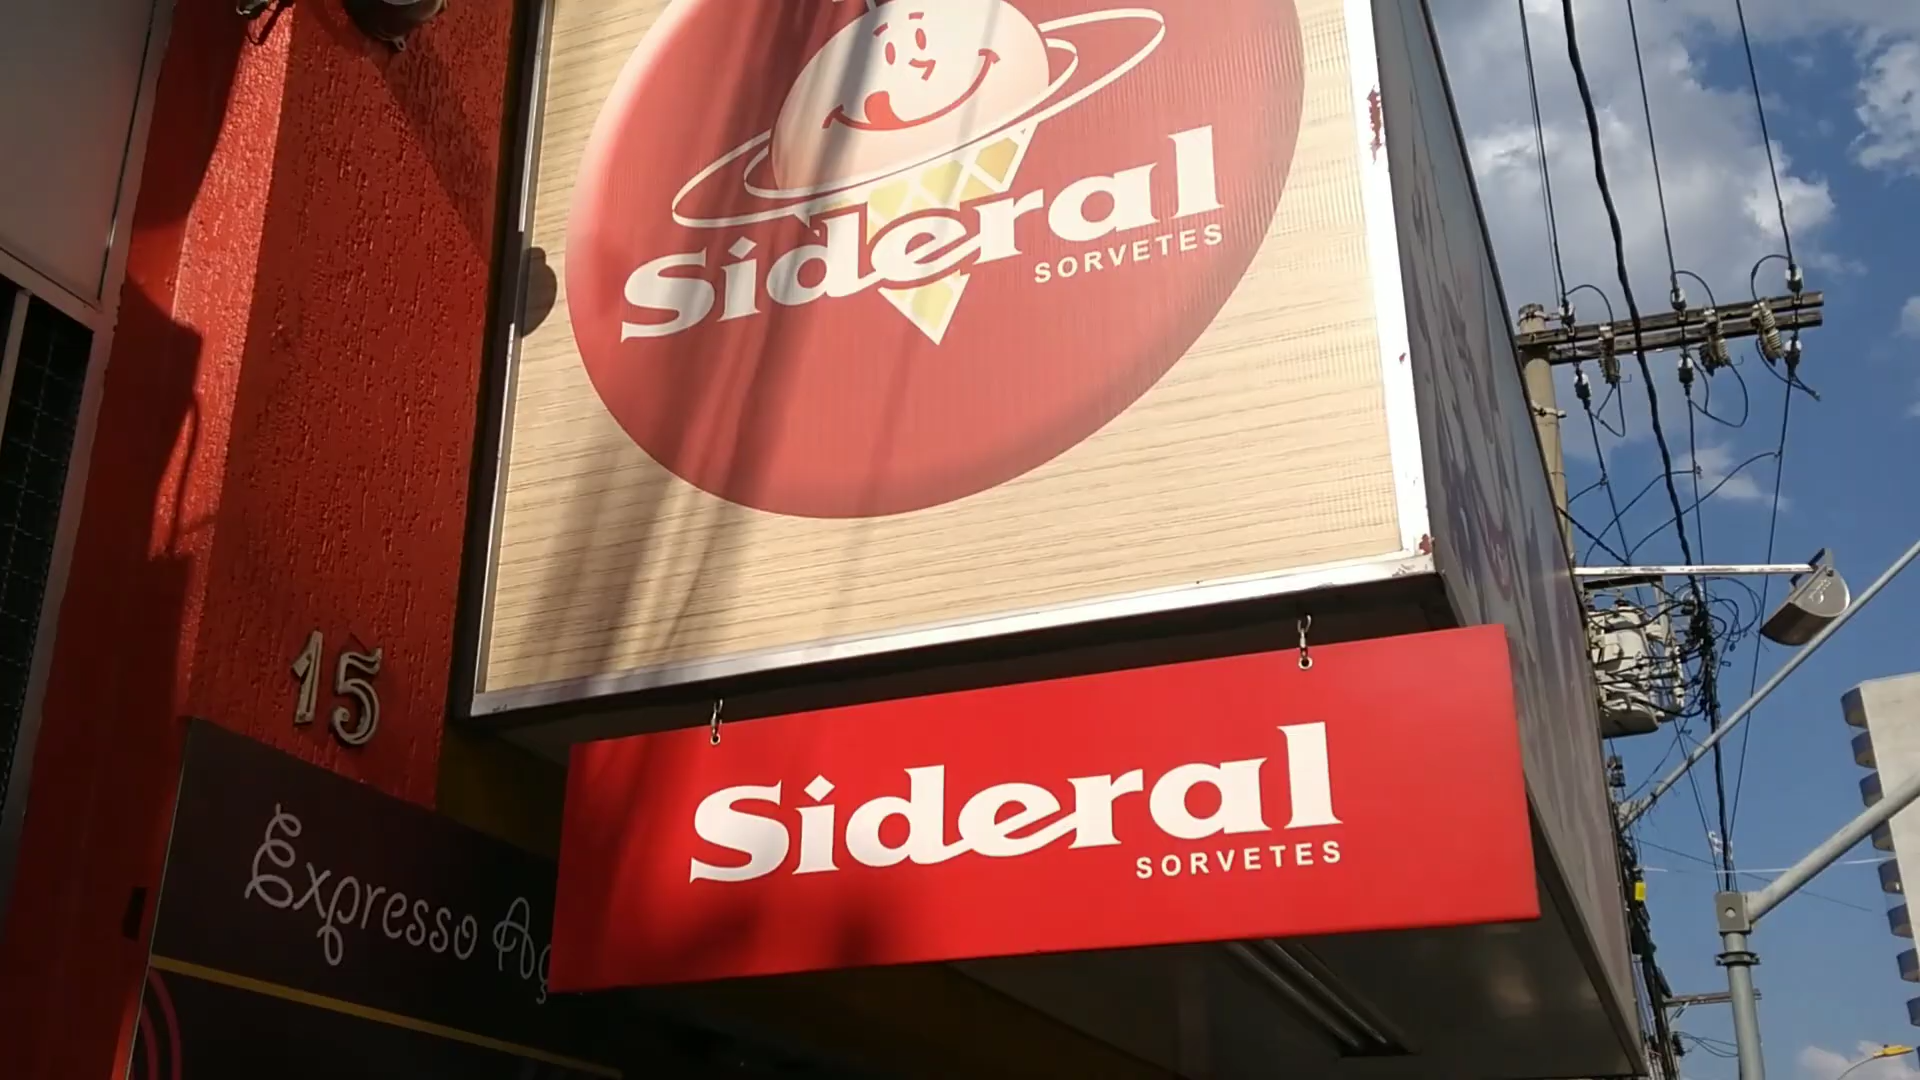 Sideral
SORVETES
15
Sideral
SORVETES
Expresso